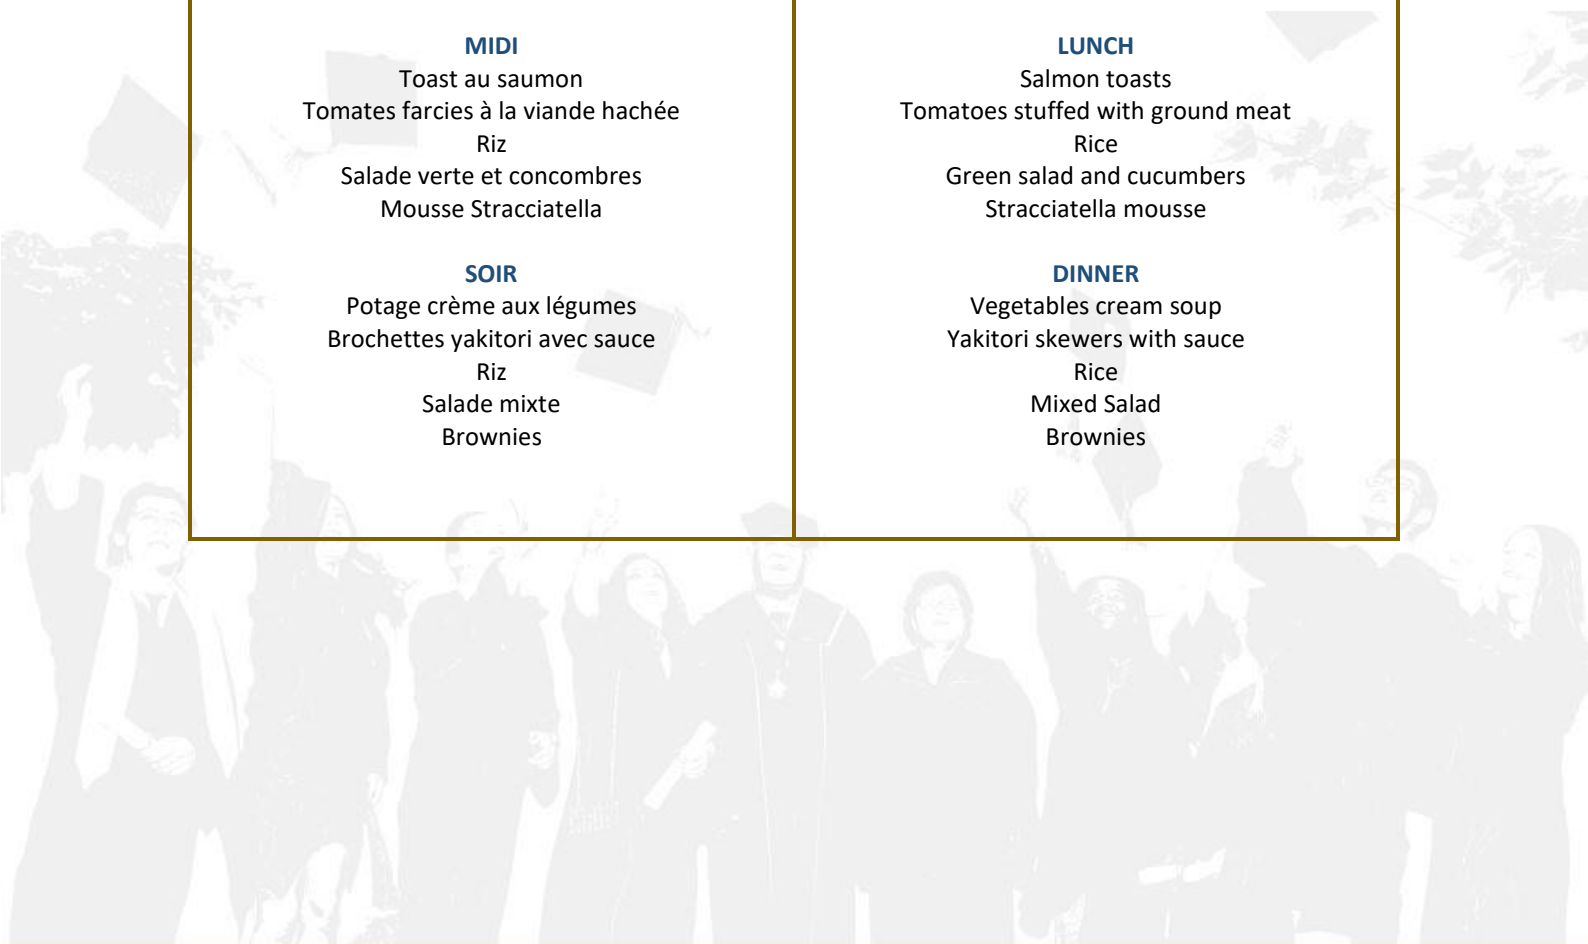 MIDI
Toast au saumon
Tomates farcies à la viande hachée
Riz
Salade verte et concombres
Mousse Stracciatella
SOIR
Potage crème aux légumes
Brochettes yakitori avec sauce
Riz
Salade mixte
Brownies
LUNCH
Salmon toasts
Tomatoes stuffed with ground meat
Rice
Green salad and cucumbers
Stracciatella mousse
DINNER
Vegetables cream soup
Yakitori skewers with sauce
Rice
Mixed Salad
Brownies